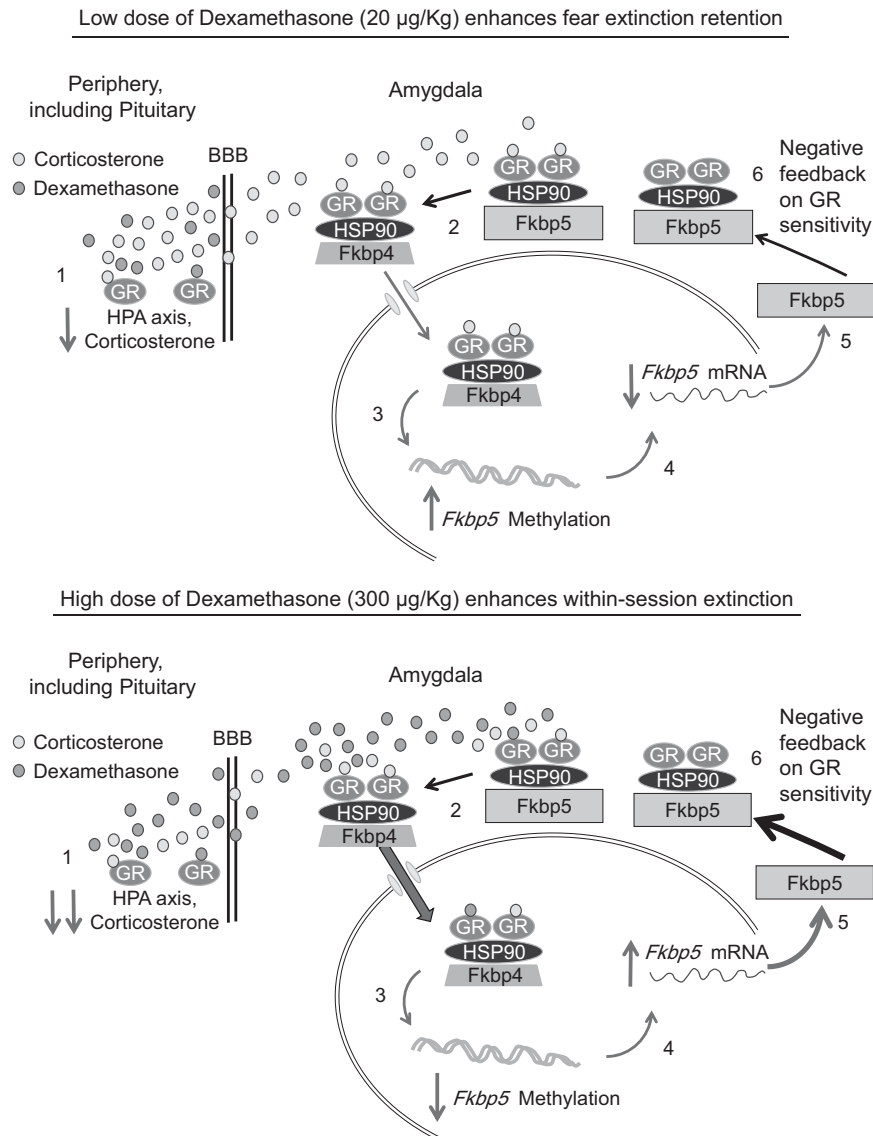 Low dose of Dexamethasone (20 µg/Kg) enhances fear extinction retention
Periphery,
including Pituitary
Amygdala
Corticosterone
Dexamethasone
BBB
1
GR
GR
HPA axis,
Corticosterone
GR GR
HSP90
Fkbp4
2
GR GR
HSP90
Fkbp5
GR GR
HSP90
Fkbp5
6
Negative
feedback
on GR
sensitivity
Fkbp5
5
GR GR
HSP90
Fkbp4
3
Fkbp5 mRNA
4
Fkbp5 Methylation
High dose of Dexamethasone (300 µg/Kg) enhances within-session extinction
Periphery,
including Pituitary
Amygdala
Corticosterone
Dexamethasone
BBB
1
GR
GR
HPA axis,
Corticosterone
GR GR
HSP90
Fkbp4
2
GR GR
HSP90
Fkbp5
GR GR
HSP90
Fkbp5
6
Negative
feedback
on GR
sensitivity
Fkbp5
5
GR GR
HSP90
Fkbp4
3
Fkbp5 mRNA
4
Fkbp5 Methylation